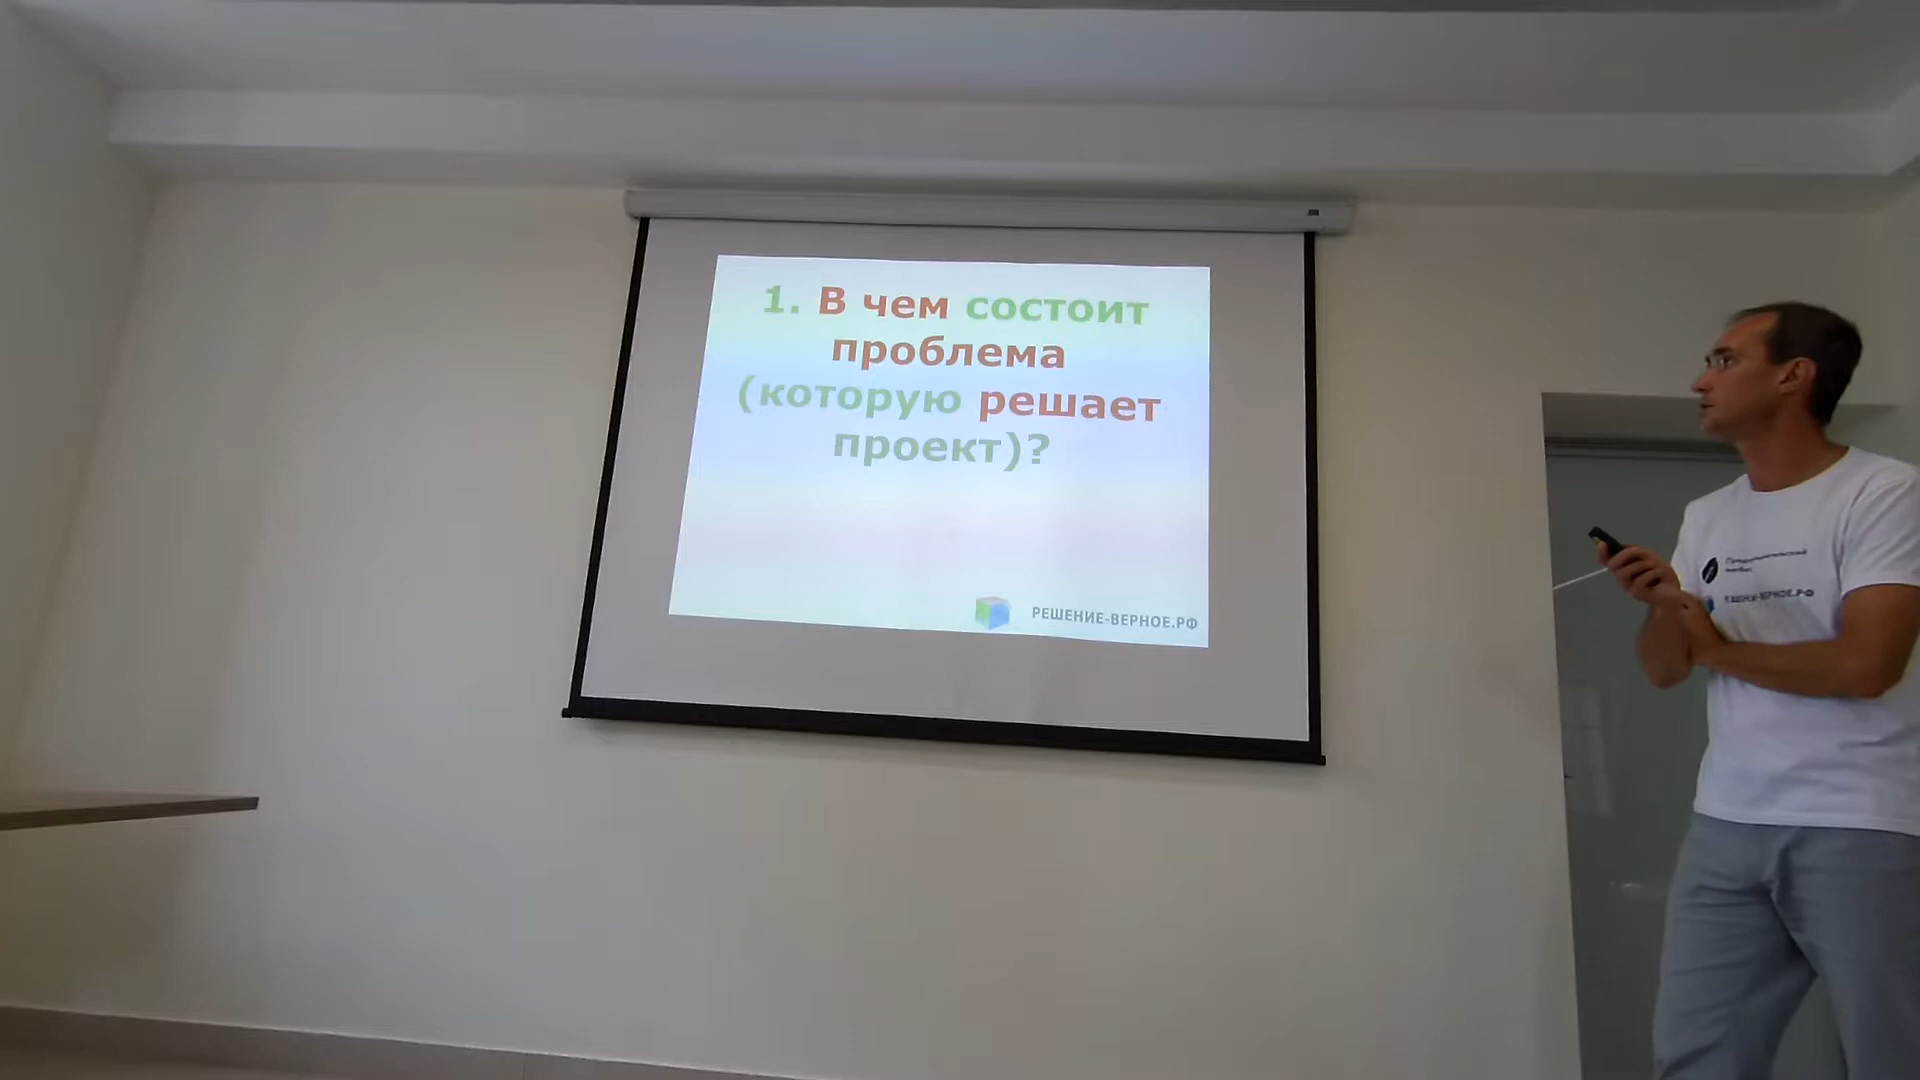 1. В чем состоит
проблема
(которую решает
проект)?
РЕШЕНИЕ-ВЕРНОЕ.РФ